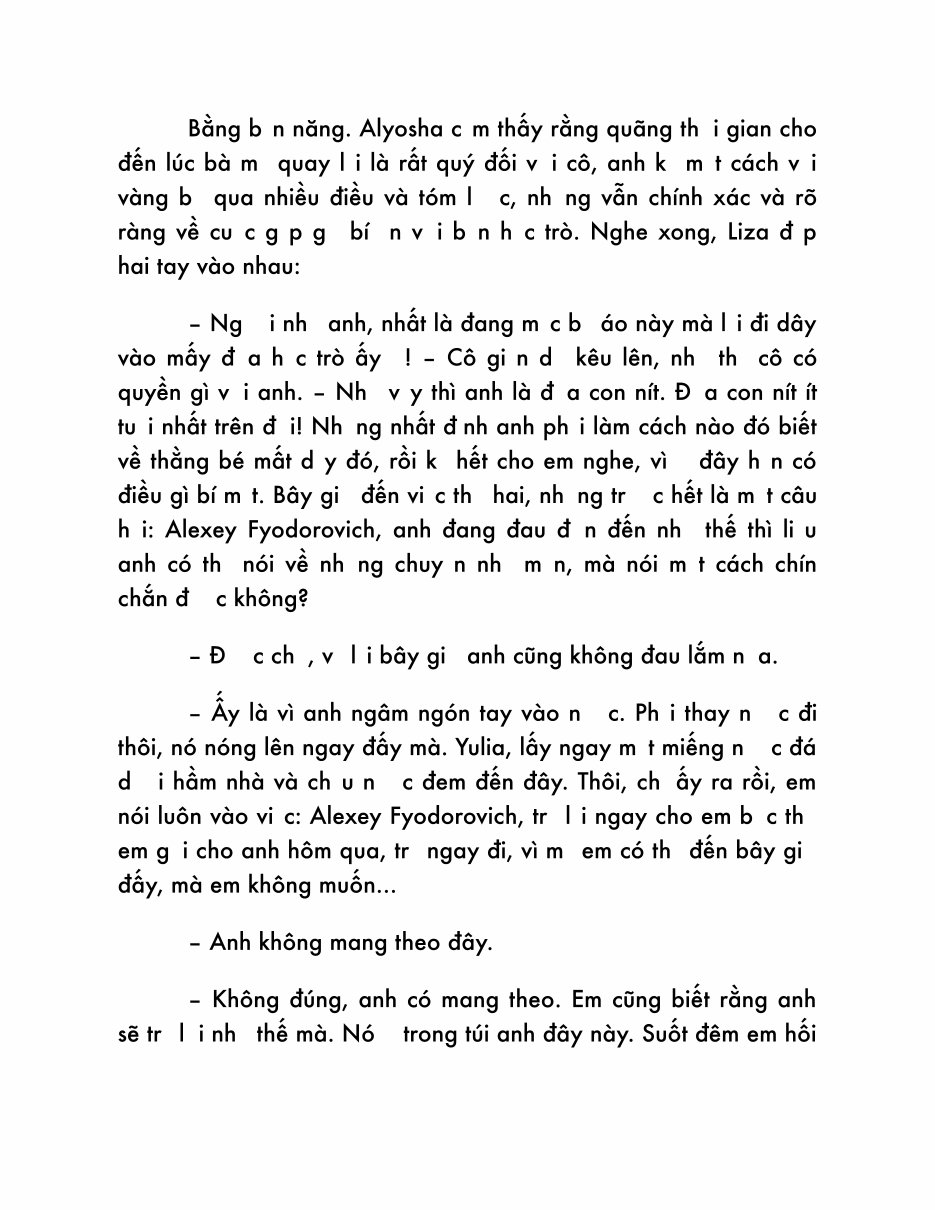 Bằng b n năng. Alyosha c m thấy rằng quãng th i gian cho
đến lúc bà m quay l i là rất quý đối v i cô, anh k m t cách v i
vàng b qua nhiều điều và tóm l c, nh ng vẫn chính xác và rõ
ràng về cu c g p g bí n v i b n h c trò. Nghe xong, Liza đ p
hai tay vào nhau:
– Ng i nh anh, nhất là đang m c b áo này mà l i đi dây
vào mấy đ a h c trò ấy ! – Cô gi n d kêu lên, nh th cô có
quyền gì v i anh. – Nh v y thì anh là đ a con nít. Đ a con nít ít
tu i nhất trên đ i! Nh ng nhất đ nh anh ph i làm cách nào đó biết
về thằng bé mất d y đó, rồi k hết cho em nghe, vì đây h n có
điều gì bí m t. Bây gi đến vi c th hai, nh ng tr c hết là m t câu
h i: Alexey Fyodorovich, anh đang đau đ n đến nh thế thì li u
anh có th nói về nh ng chuy n nh m n, mà nói m t cách chín
chắn đ c không?
– Đ c ch , v l i bây gi anh cũng không đau lắm n a.
– Ấy là vì anh ngâm ngón tay vào n c. Ph i thay n c đi
thôi, nó nóng lên ngay đấy mà. Yulia, lấy ngay m t miếng n c đá
d i hầm nhà và ch u n c đem đến đây. Thôi, ch ấy ra rồi, em
nói luôn vào vi c: Alexey Fyodorovich, tr l i ngay cho em b c th
em g i cho anh hôm qua, tr ngay đi, vì m em có th đến bây gi
đấy, mà em không muốn...
– Anh không mang theo đây.
– Không đúng, anh có mang theo. Em cũng biết rằng anh
sẽ tr l i nh thế mà. Nó trong túi anh đây này. Suốt đêm em hối